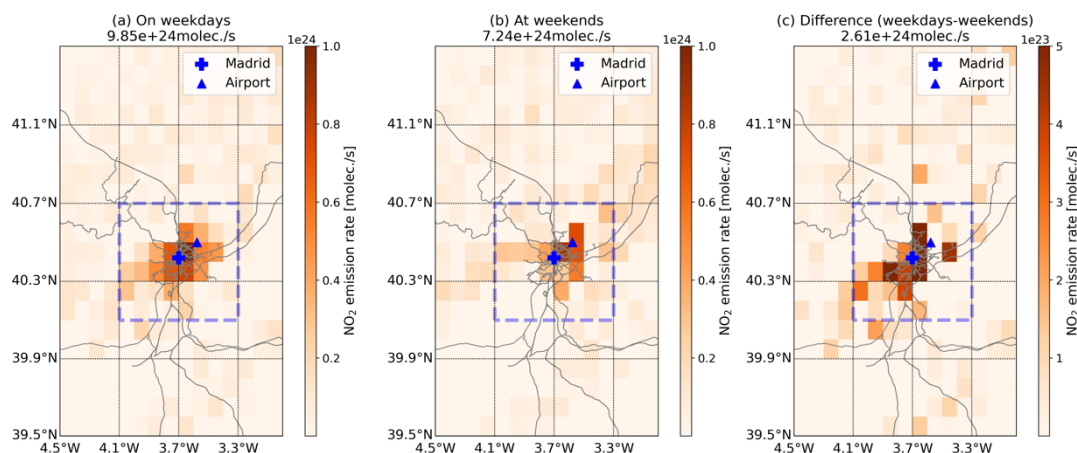 (a) On weekdays
9.85e+24molec./s
1e24
Madrid
Airport
41.1°N
40.7°N
40.3°N
39.9°N
39.5°N
4.5°W
4.1°W
3.7°W
3.3°W
1.0
0.8
0.6
0.4
0.2
NO₂ emission rate [molec./s]
(b) At weekends
7.24e+24molec./s
1e24
Madrid
Airport
41.1°N
40.7°N
40.3°N
39.9°N
39.5°N
4.5°W
4.1°W
3.7°W
3.3°W
1.0
0.8
0.6
0.4
0.2
NO₂ emission rate [molec./s]
(c) Difference (weekdays-weekends)
2.61e+24molec./s
1e23
Madrid
Airport
41.1°N
40.7°N
40.3°N
39.9°N
39.5°N
4.5°W
4.1°W
3.7°W
3.3°W
5
4
3
2
1
NO₂ emission rate [molec./s]